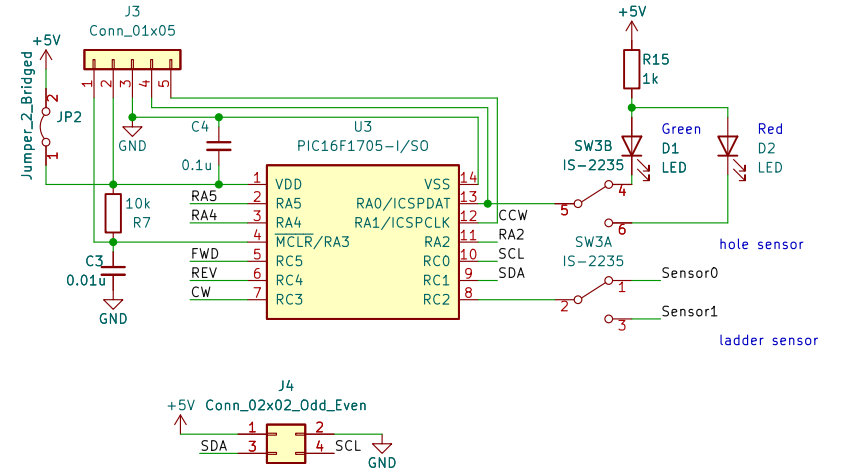 J3
Conn_01x05
+5V
1
2
3
4
5
Jumper_2_Bridged
2
JP2
1
GND
C4
0.1u
+5V
R15
1k
Green
D1
LED
Red
D2
LED
U3
PIC16F1705-I/SO
SW3B
IS-2235
5
4
6
hole sensor
10k
R7
C3
0.01u
GND
RA5
RA4
FWD
REV
CW
1
2
3
4
5
6
7
VDD
RA5
RA4
MCLR/RA3
RC5
RC4
RC3
VSS
RA0/ICSPDAT
RA1/ICSPCLK
RA2
RC0
RC1
RC2
14
13
12
11
10
9
8
CCW
RA2
SCL
SDA
SW3A
IS-2235
2
1
3
Sensor0
Sensor1
ladder sensor
J4
+5V
Conn_02x02_Odd_Even
1
2
SDA
3
4
SCL
GND